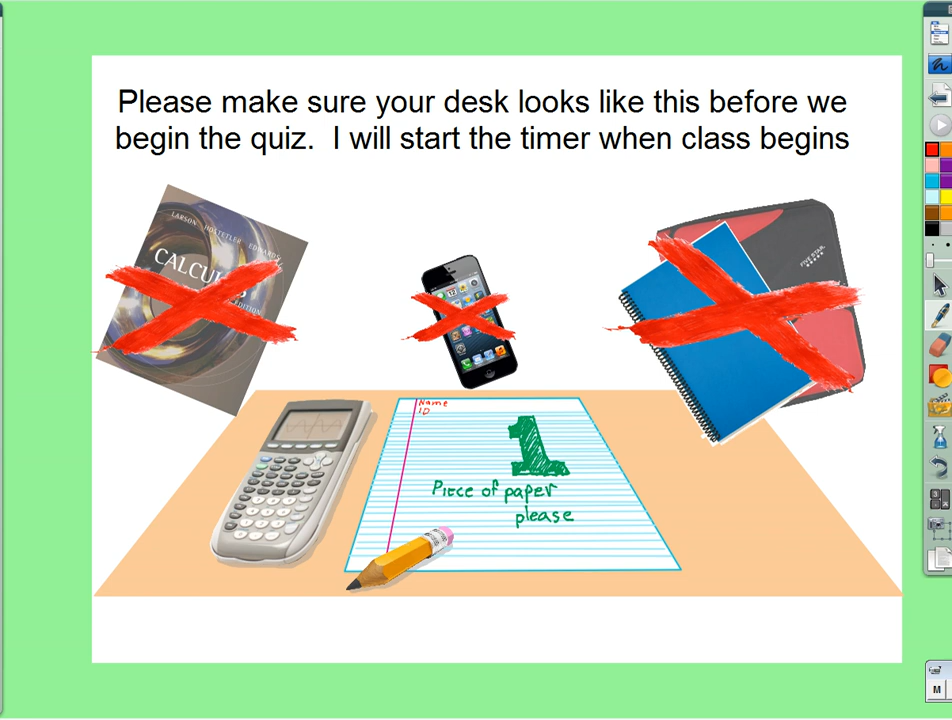 Please make sure your desk looks like this before we
begin the quiz.  I will start the timer when class begins
LARSON HOSTETLER EDWARDS
CALCULUS
EDITION
FIVE STAR
Name
ID
1
Piece of paper
please
M